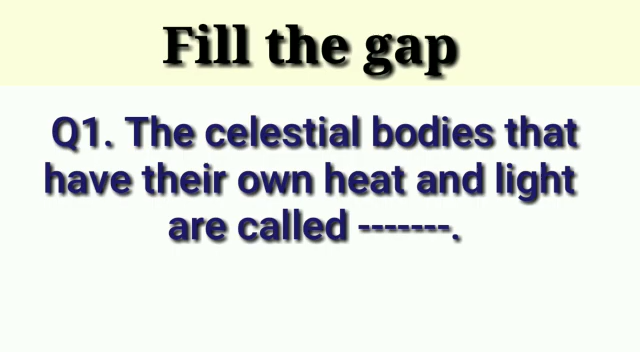 Fill the gap
Q1. The celestial bodies that
have their own heat and light
are called -------.